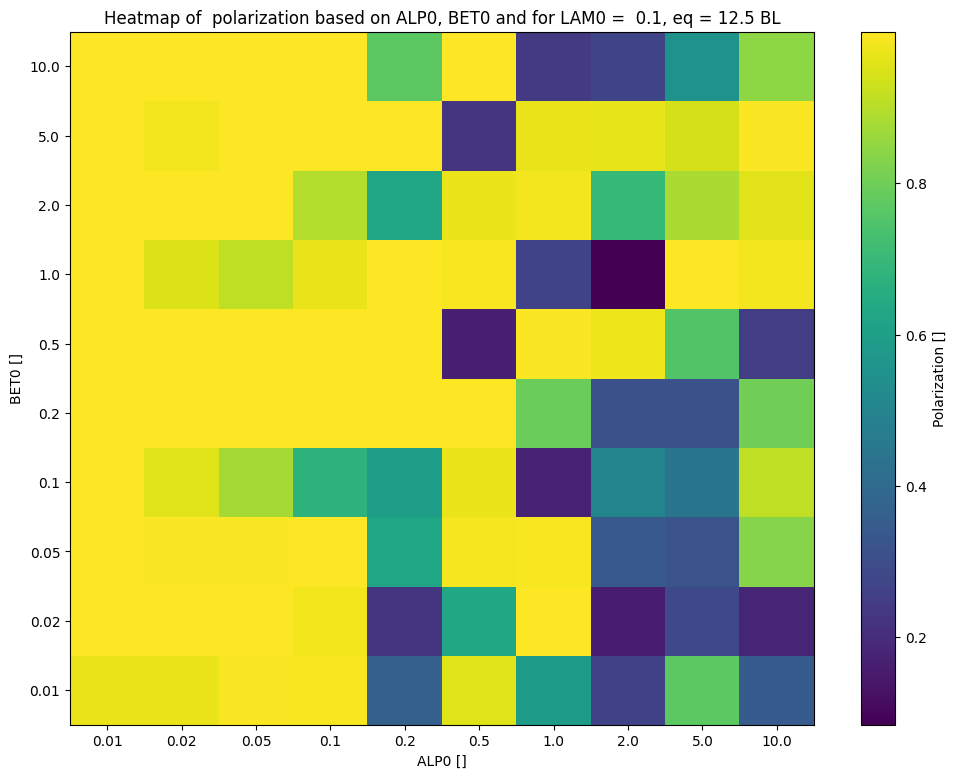 Heatmap of  polarization based on ALP0, BET0 and for LAM0 =  0.1, eq = 12.5 BL
10.0
5.0
2.0
1.0
0.5
0.2
0.1
0.05
0.02
0.01
BET0 []
0.01 0.02 0.05 0.1 0.2 0.5 1.0 2.0 5.0 10.0
ALP0 []
0.8
0.6
0.4
0.2
Polarization []